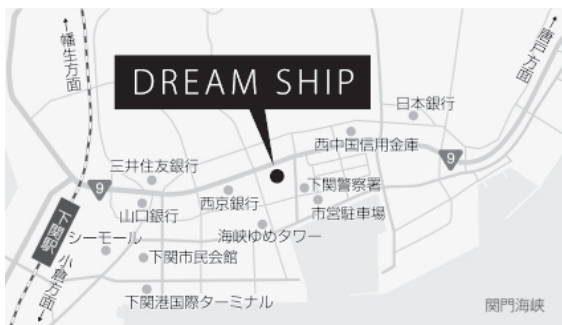 ←幡生方面
唐戸方面→
DREAM SHIP
日本銀行
西中国信用金庫
9
三井住友銀行
9
西京銀行
下関警察署
山口銀行
市営駐車場
下関駅
シーモール
海峡ゆめタワー
下関市民会館
小倉方面→
下関港国際ターミナル
関門海峡